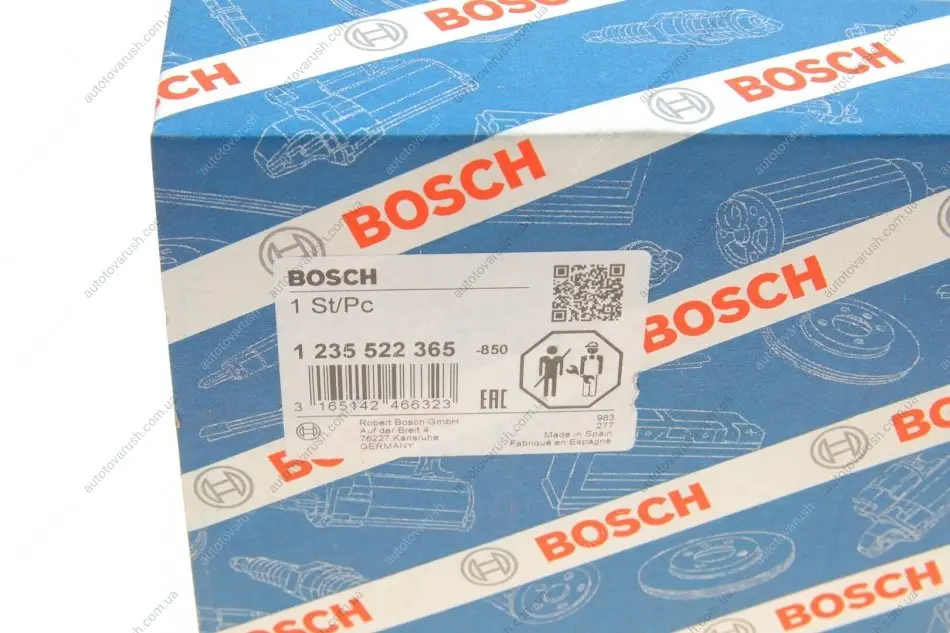 BOSCH
BOSCH
BOSCH
BOSCH
BOSCH
1 St/Pc
1 235 522 365 -850
3 165142 466323
EAC
Robert Bosch GmbH
Auf der Breit 4
76227 Karlsruhe
GERMANY
983
277
Made in Spain
Fabriqué en Espagne
BOSCH
BOSCH
BOSCH
BOSCH
autotovarush.com.ua